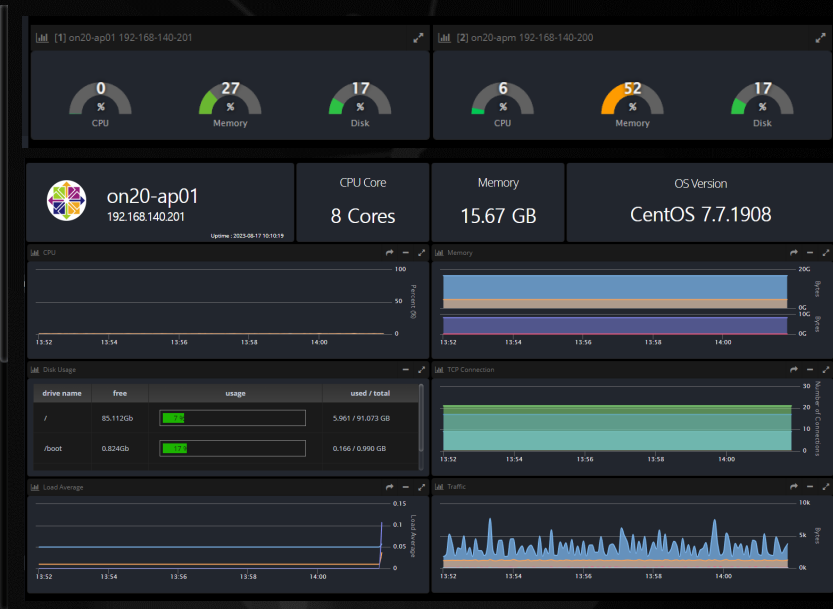 [1] on20-ap01 192-168-140-201
[2] on20-apm 192-168-140-200
0
%
CPU
27
%
Memory
17
%
Disk
6
%
CPU
52
%
Memory
17
%
Disk
on20-ap01
192.168.140.201
Uptime : 2023-08-17 10:10:19
CPU Core
8 Cores
Memory
15.67 GB
OS Version
CentOS 7.7.1908
CPU
100
50
0
Percent (%)
13:52 13:54 13:56 13:58 14:00
Memory
20G
0G
10G
0G
Bytes
Bytes
13:52 13:54 13:56 13:58 14:00
Disk Usage
drive name free usage used / total
/ 85.112Gb 7 % 5.961 / 91.073 GB
/boot 0.824Gb 17 % 0.166 / 0.990 GB
TCP Connection
30
20
10
0
Number of Connections
13:52 13:54 13:56 13:58 14:00
Load Average
0.15
0.1
0.05
0
Load Average
13:52 13:54 13:56 13:58 14:00
Traffic
10k
5k
0k
Bytes
13:52 13:54 13:56 13:58 14:00